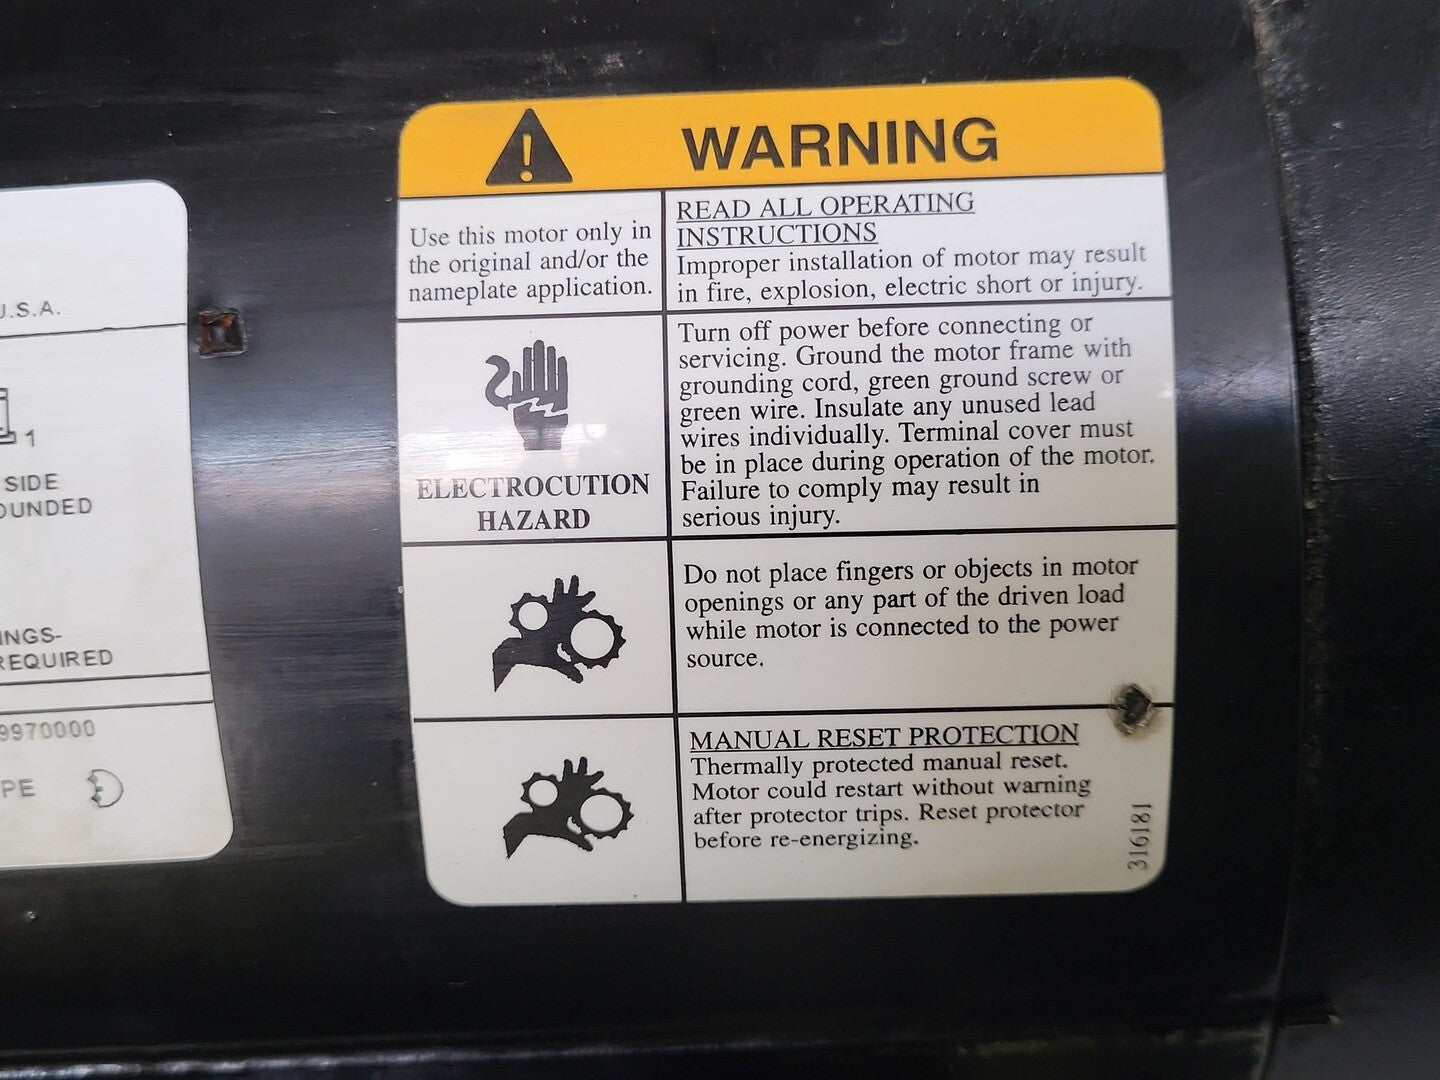 WARNING
Use this motor only in
the original and/or the
nameplate application.
READ ALL OPERATING
INSTRUCTIONS
Improper installation of motor may result
in fire, explosion, electric short or injury.
ELECTROCUTION
HAZARD
Turn off power before connecting or
servicing. Ground the motor frame with
grounding cord, green ground screw or
green wire. Insulate any unused lead
wires individually. Terminal cover must
be in place during operation of the motor.
Failure to comply may result in
serious injury.
Do not place fingers or objects in motor
openings or any part of the driven load
while motor is connected to the power
source.
MANUAL RESET PROTECTION
Thermally protected manual reset.
Motor could restart without warning
after protector trips. Reset protector
before re-energizing.
316181
U.S.A.
1
SIDE
OUNDED
INGS-
REQUIRED
9970000
PE